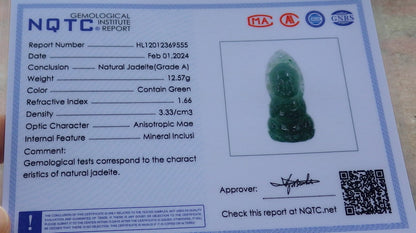 NQTC GEMOLOGICAL
INSTITUTE
REPORT
MA
GNBS
Report Number HL12012369555
Date Feb 01.2024
Conclusion Natural Jadeite(Grade A)
Weight 12.57g
Color Contain Green
Refractive Index 1.66
Density 3.33/cm3
Optic Character Anisotropic Mae
Internal Feature Mineral Inclusi
Comment:
Gemological tests correspond to the charact
eristics of natural jadeite.
Approver:
Check this report at NQTC.net